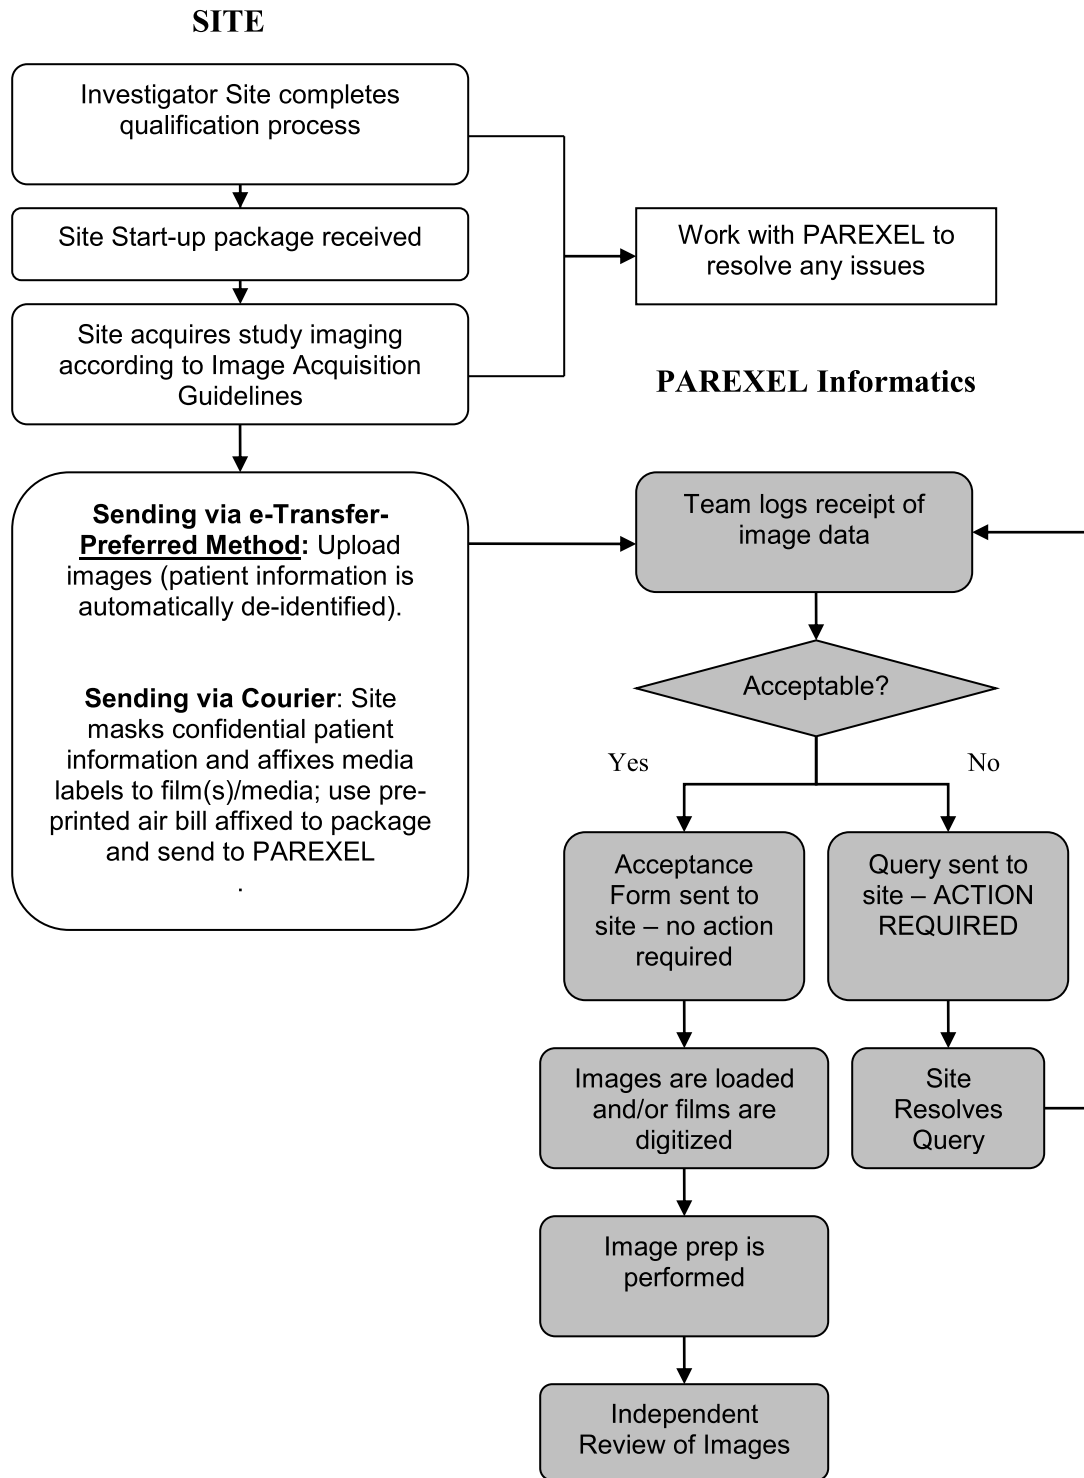 SITE
Investigator Site completes
qualification process
Site Start-up package received
Site acquires study imaging
according to Image Acquisition
Guidelines
Work with PAREXEL to
resolve any issues
PAREXEL Informatics
Sending via e-Transfer-
Preferred Method: Upload
images (patient information is
automatically de-identified).
Sending via Courier: Site
masks confidential patient
information and affixes media
labels to film(s)/media; use pre-
printed air bill affixed to package
and send to PAREXEL
.
Team logs receipt of
image data
Acceptable?
Yes
No
Acceptance
Form sent to
site – no action
required
Query sent to
site – ACTION
REQUIRED
Images are loaded
and/or films are
digitized
Site
Resolves
Query
Image prep is
performed
Independent
Review of Images